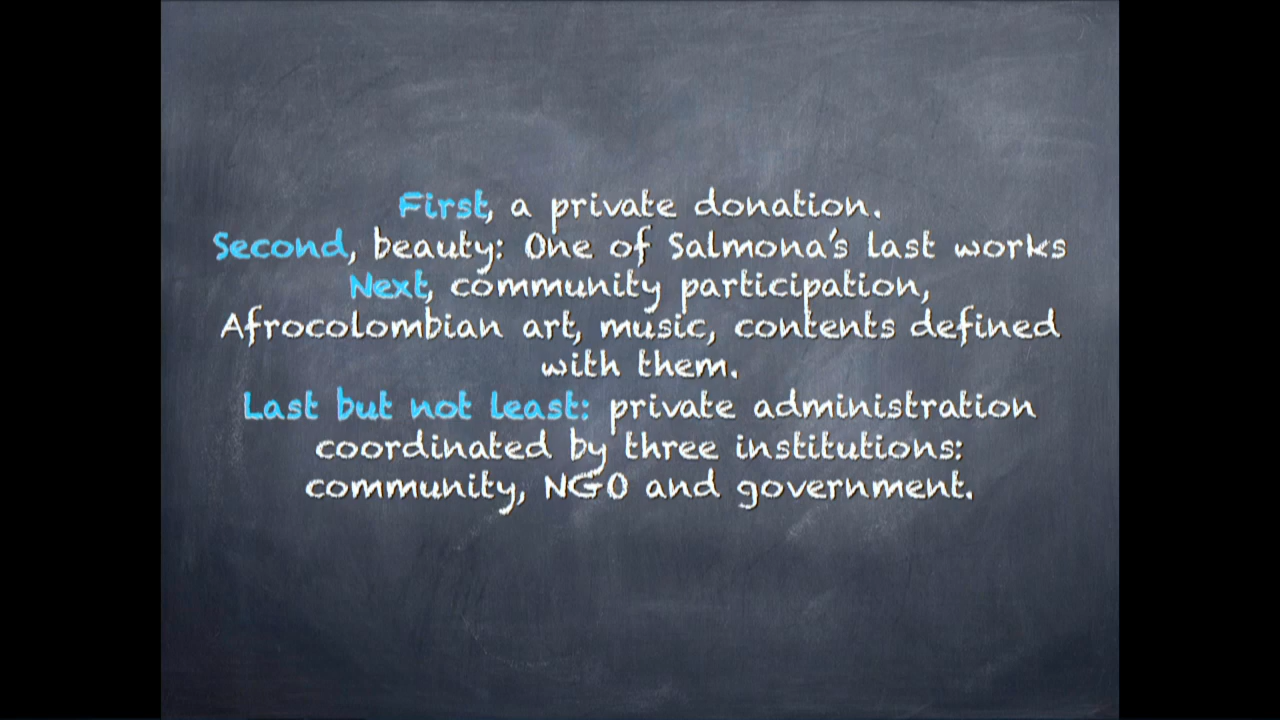 First, a private donation.
Second, beauty: One of Salmona's last works
Next, community participation,
Afrocolombian art, music, contents defined
with them.
Last but not least: private administration
coordinated by three institutions:
community, NGO and government.